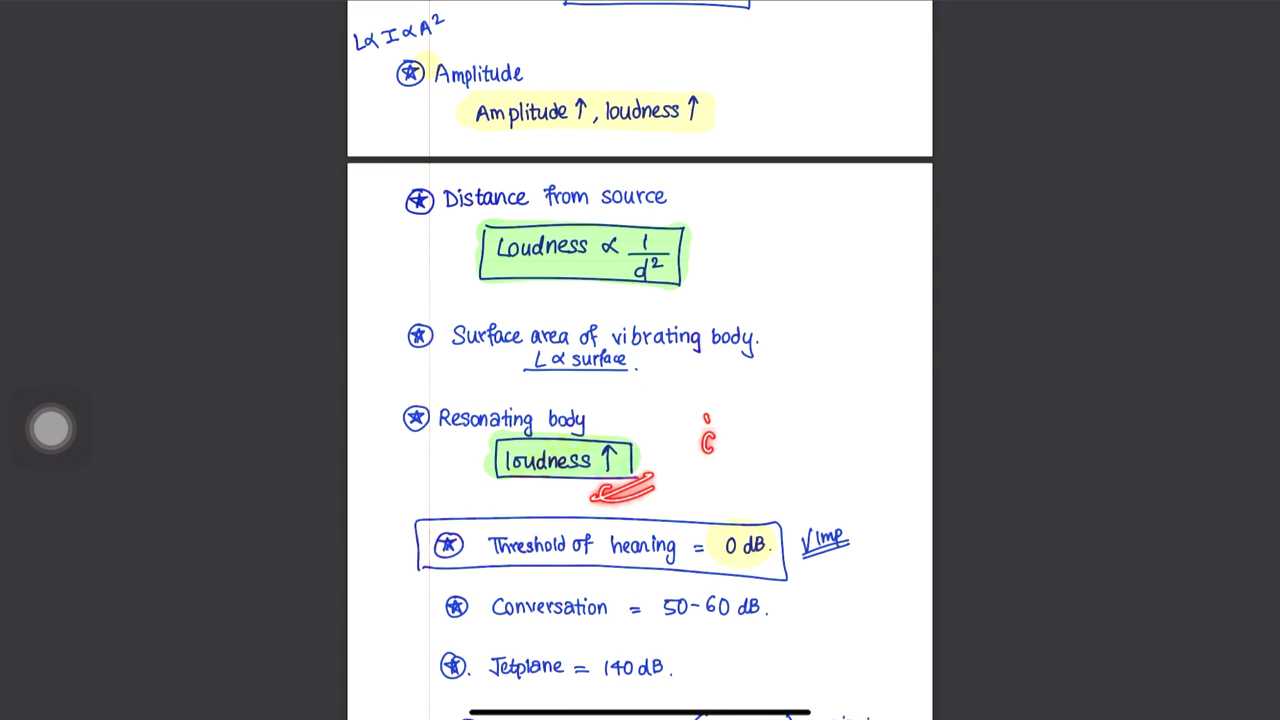 L∝ I ∝ A²
Amplitude
Amplitude ↑, loudness ↑
Distance from source
Loudness ∝ 1/d²
Surface area of vibrating body.
L ∝ surface.
Resonating body
loudness ↑
Threshold of hearing = 0 dB.
V Imp
Conversation = 50-60 dB.
Jetplane = 140 dB.